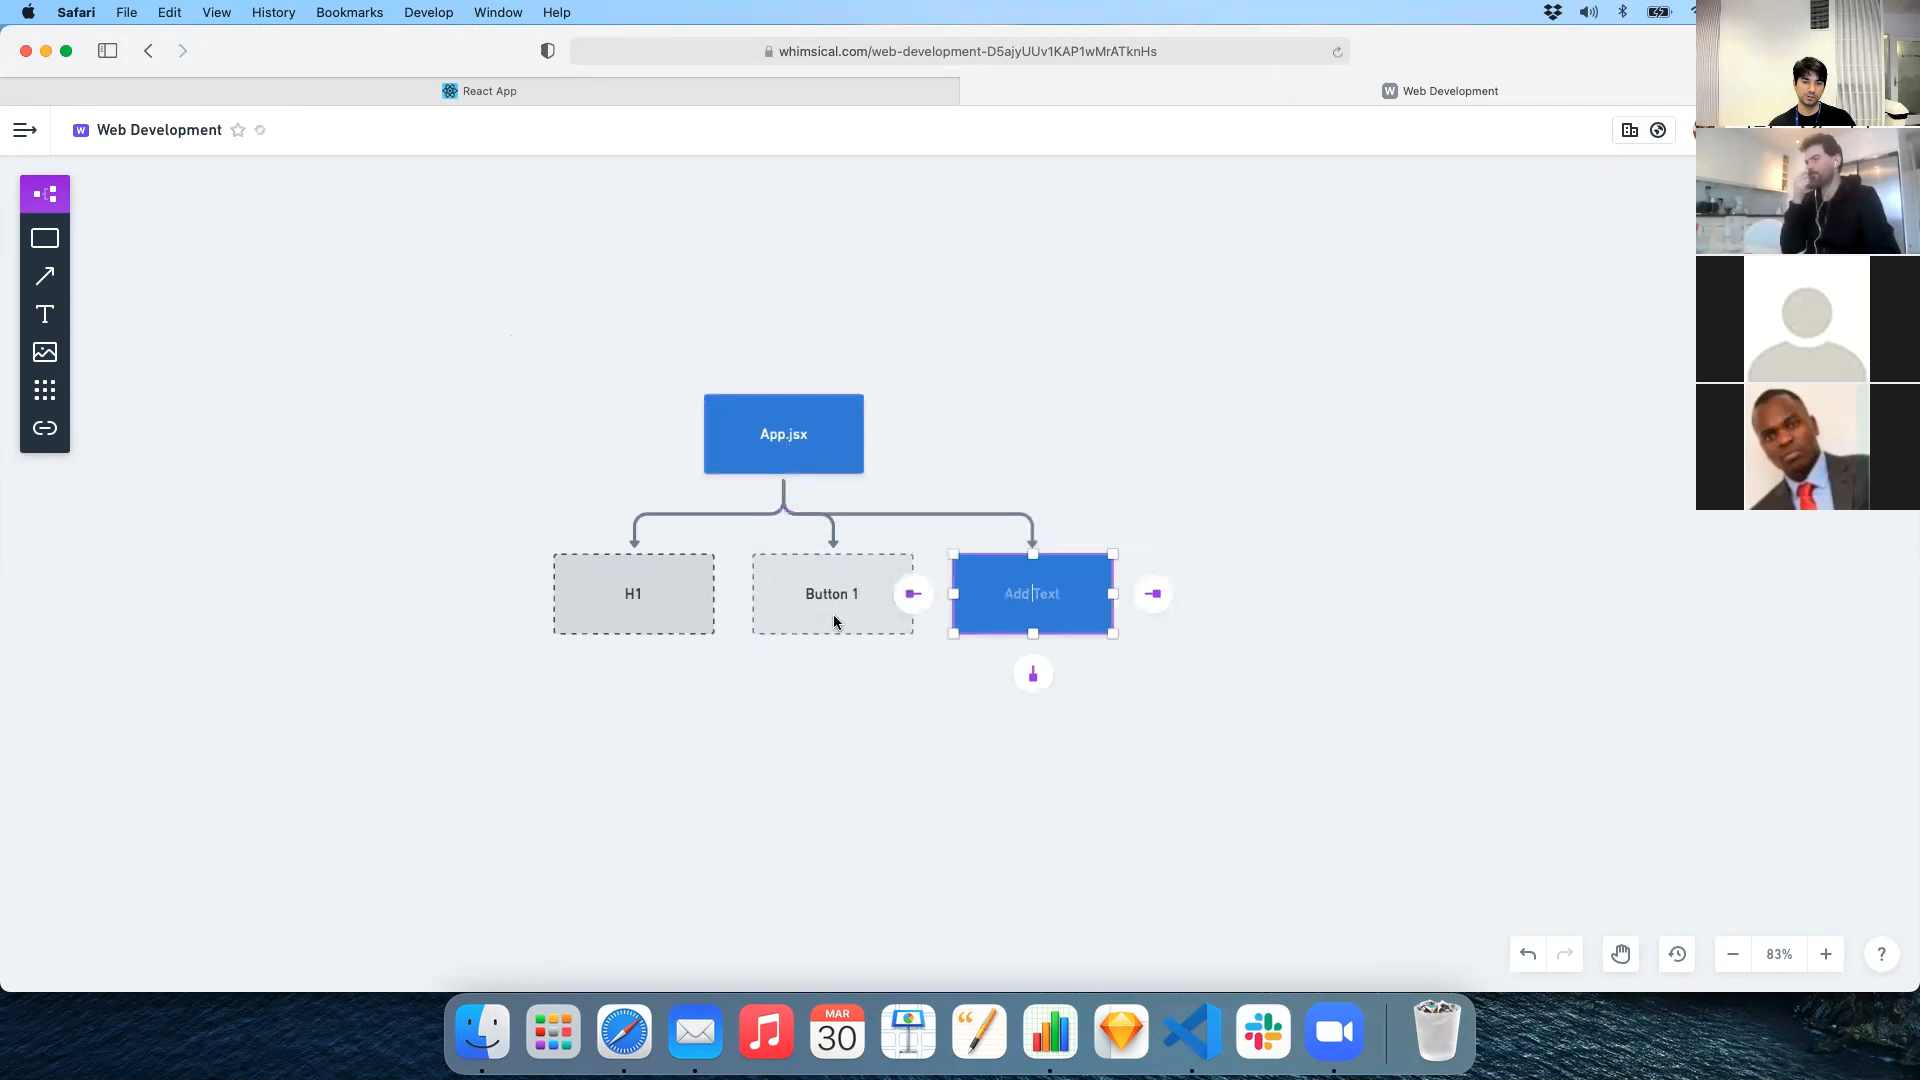 Safari File Edit View History Bookmarks Develop Window Help
whimsical.com/web-development-D5ajyUUv1KAP1wMrATknHs
React App
W Web Development
W Web Development
App.jsx
H1
Button 1
Add Text
83%
?
MAR
30